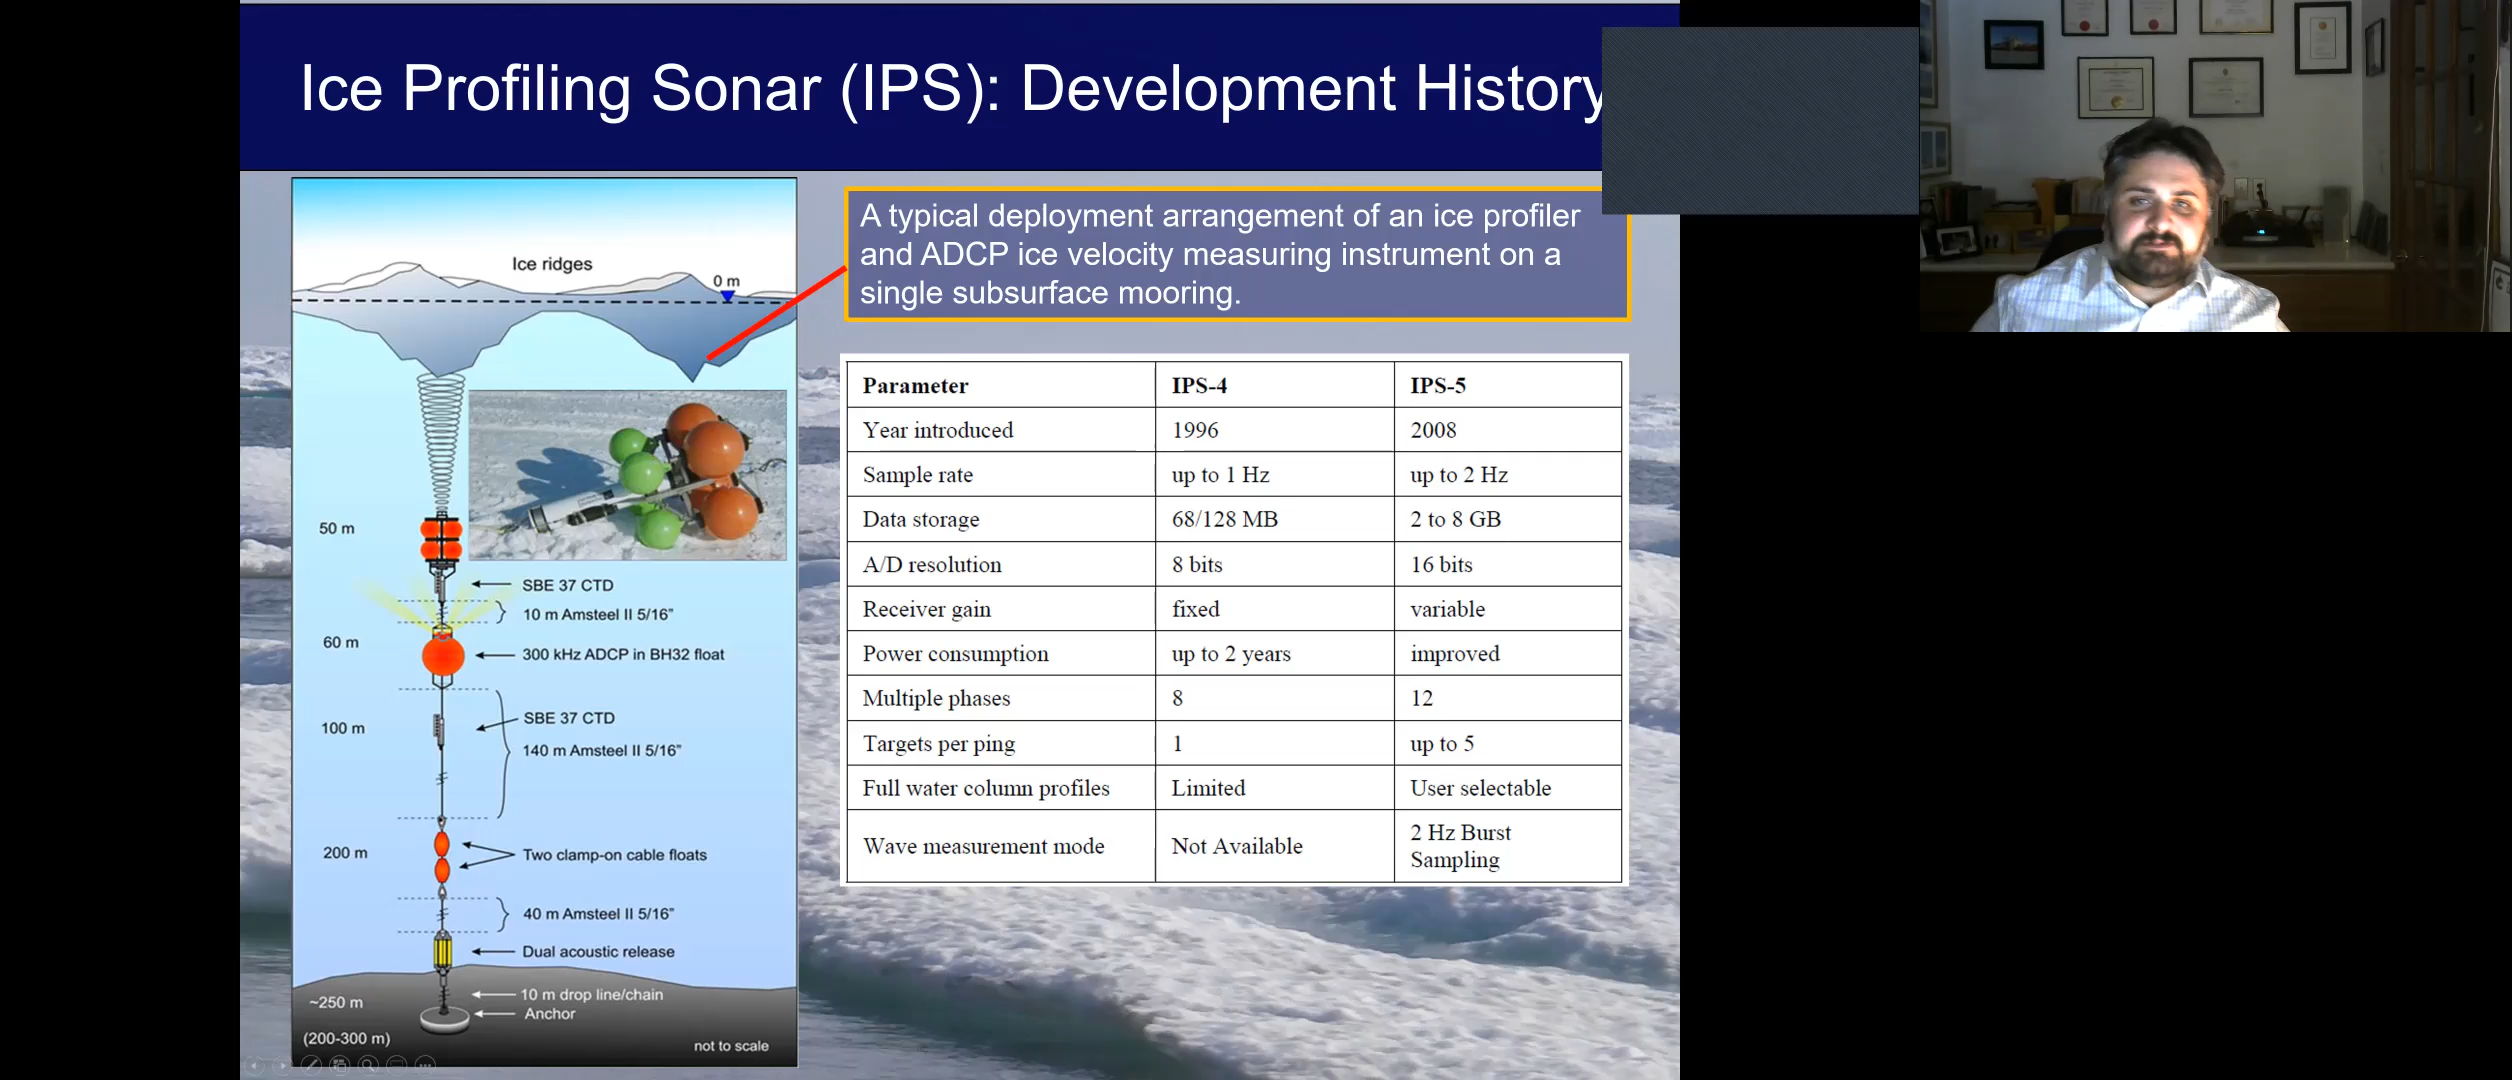 Ice Profiling Sonar (IPS): Development History
A typical deployment arrangement of an ice profiler
and ADCP ice velocity measuring instrument on a
single subsurface mooring.
Ice ridges
0 m
50 m
SBE 37 CTD
10 m Amsteel II 5/16”
60 m
300 kHz ADCP in BH32 float
SBE 37 CTD
100 m
140 m Amsteel II 5/16”
200 m
Two clamp-on cable floats
40 m Amsteel II 5/16”
Dual acoustic release
~250 m
10 m drop line/chain
Anchor
(200-300 m)
not to scale
Parameter IPS-4 IPS-5
Year introduced 1996 2008
Sample rate up to 1 Hz up to 2 Hz
Data storage 68/128 MB 2 to 8 GB
A/D resolution 8 bits 16 bits
Receiver gain fixed variable
Power consumption up to 2 years improved
Multiple phases 8 12
Targets per ping 1 up to 5
Full water column profiles Limited User selectable
Wave measurement mode Not Available 2 Hz Burst
Sampling